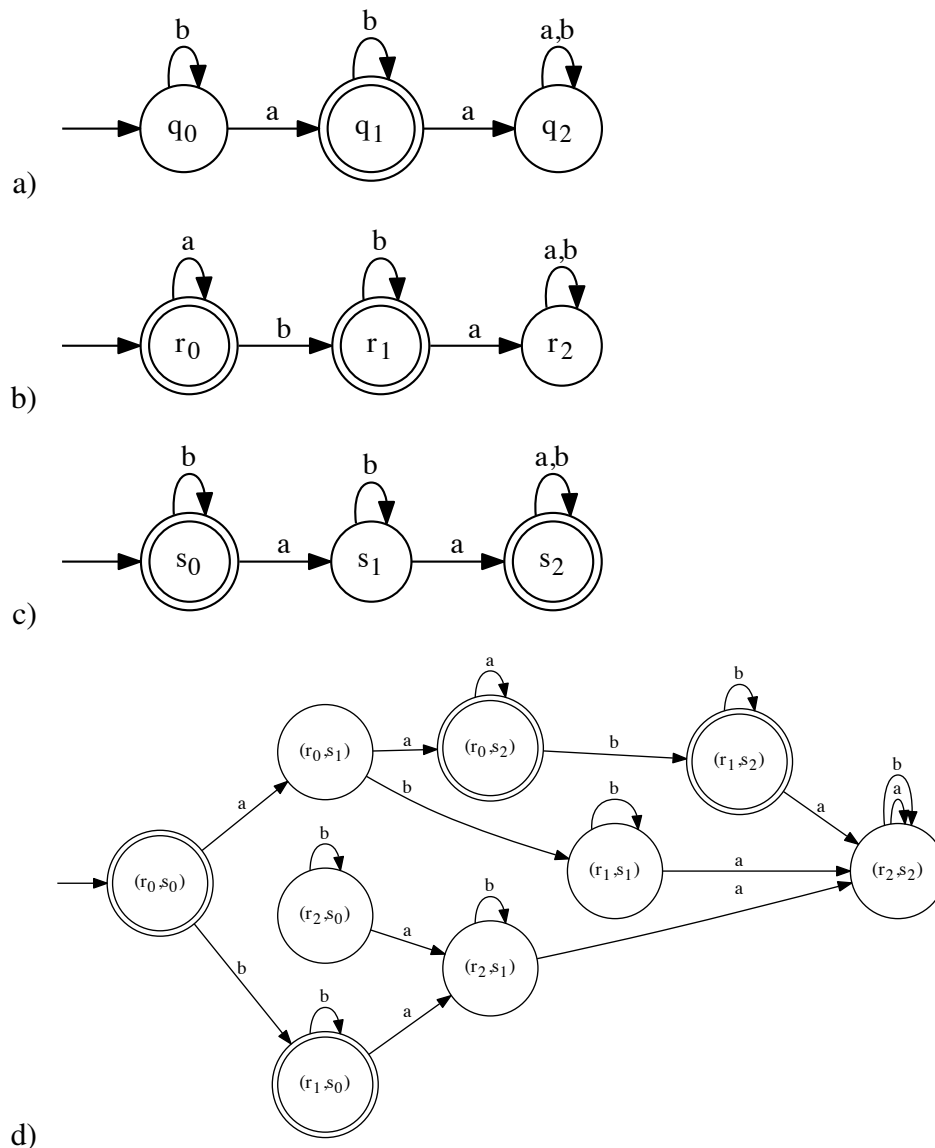 b b a,b
q0 a q1 a q2
a)
a b a,b
r0 b r1 a r2
b)
b b a,b
s0 a s1 a s2
c)
a b
(r0,s1) a (r0,s2) b (r1,s2)
b b a b
a a
b (r1,s1) a (r2,s2)
(r0,s0) b a
(r2,s0) a b
(r2,s1)
b b a
(r1,s0)
d)